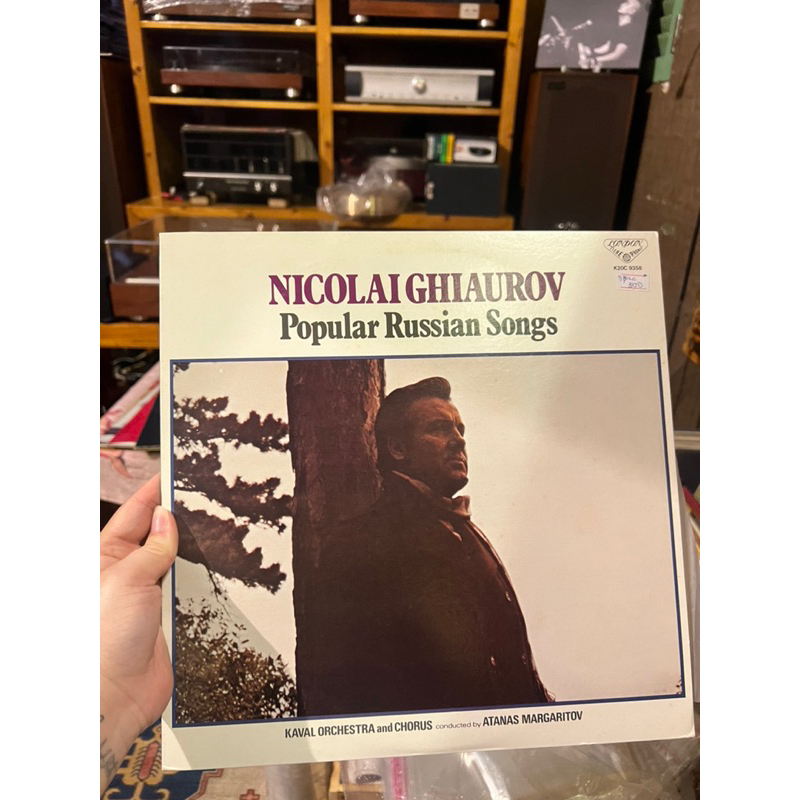 LONDON
K20C 9358
NICOLAI GHIAUROV
Popular Russian Songs
KAVAL ORCHESTRA and CHORUS conducted by ATANAS MARGARITOV